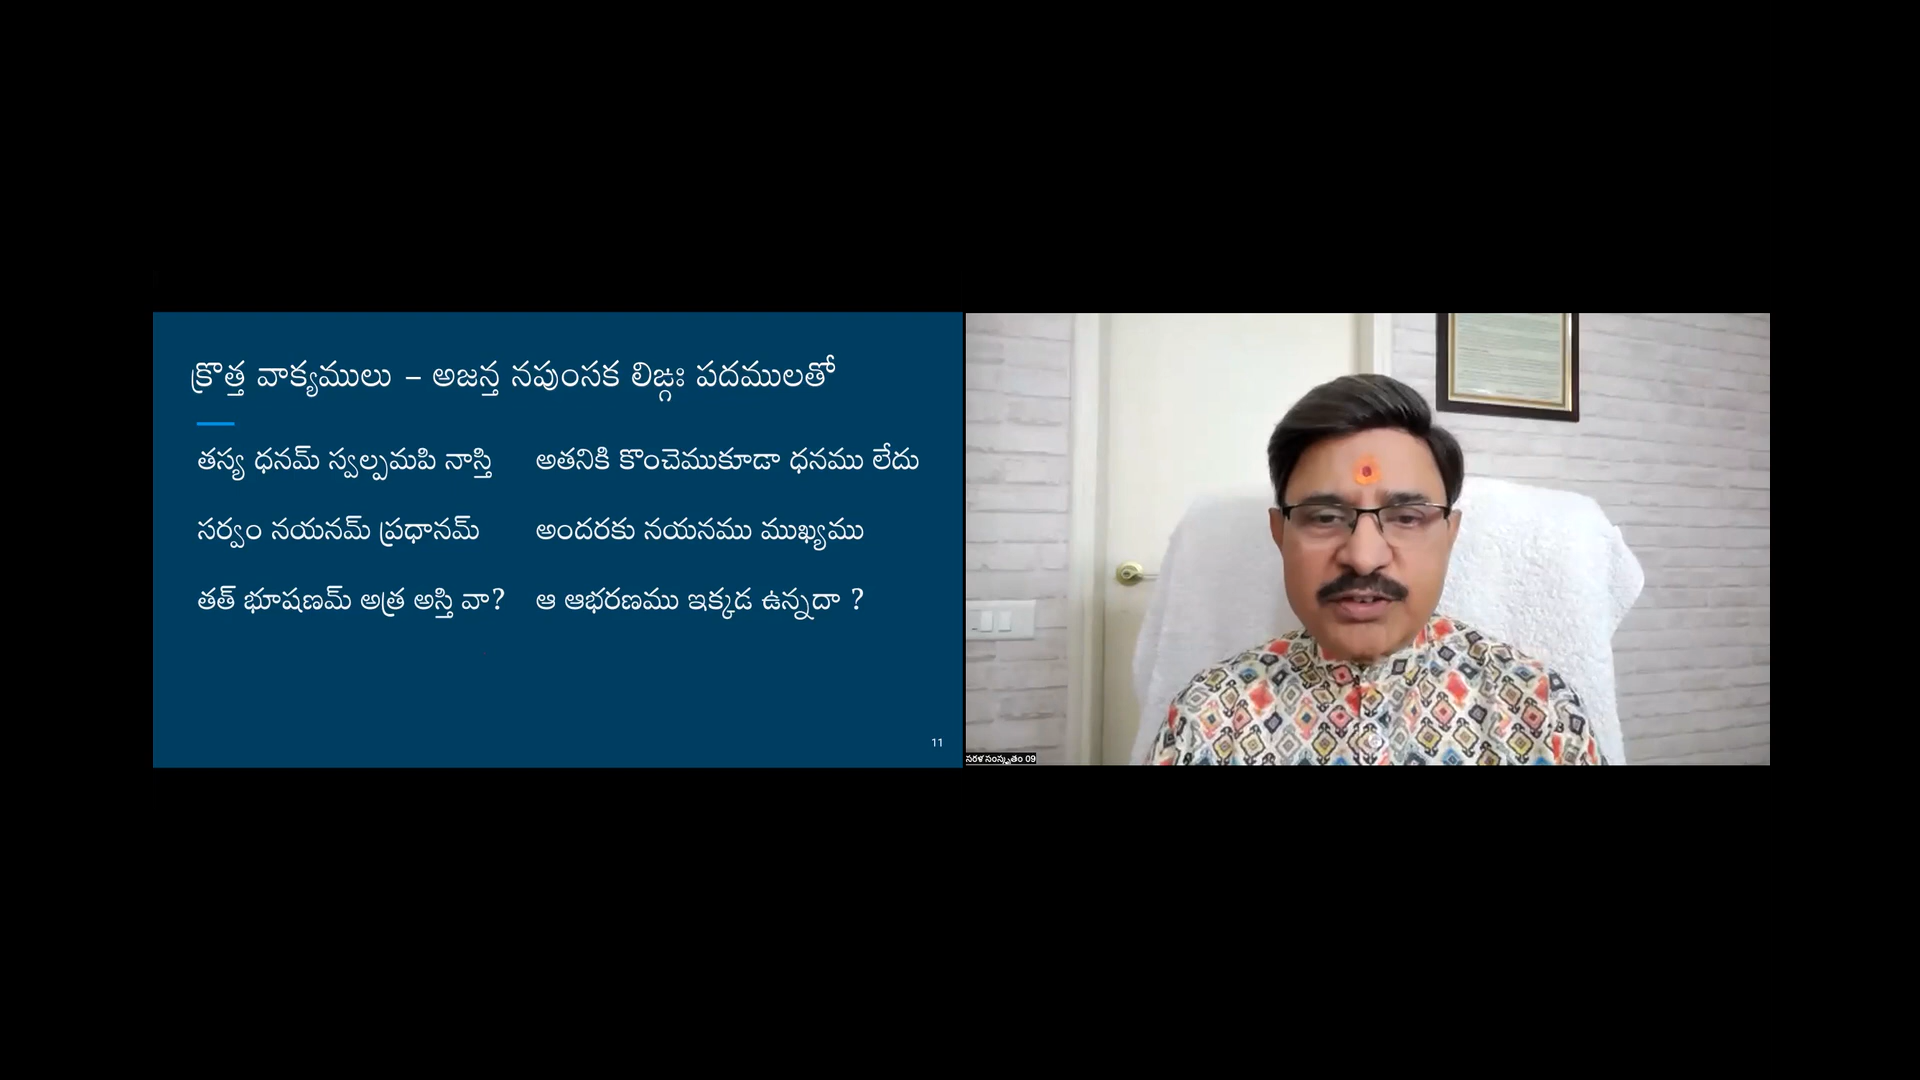 క్రొత్త వాక్యములు – అజన్త నపుంసక లిఙ్గః పదములతో
తస్య ధనమ్ స్వల్పమపి నాస్తి అతనికి కొంచెముకూడా ధనము లేదు
సర్వం నయనమ్ ప్రధానమ్ అందరకు నయనము ముఖ్యము
తత్ భూషణమ్ అత్ర అస్తి వా? ఆ ఆభరణము ఇక్కడ ఉన్నదా ?
11
సరళ సంస్కృతం 09